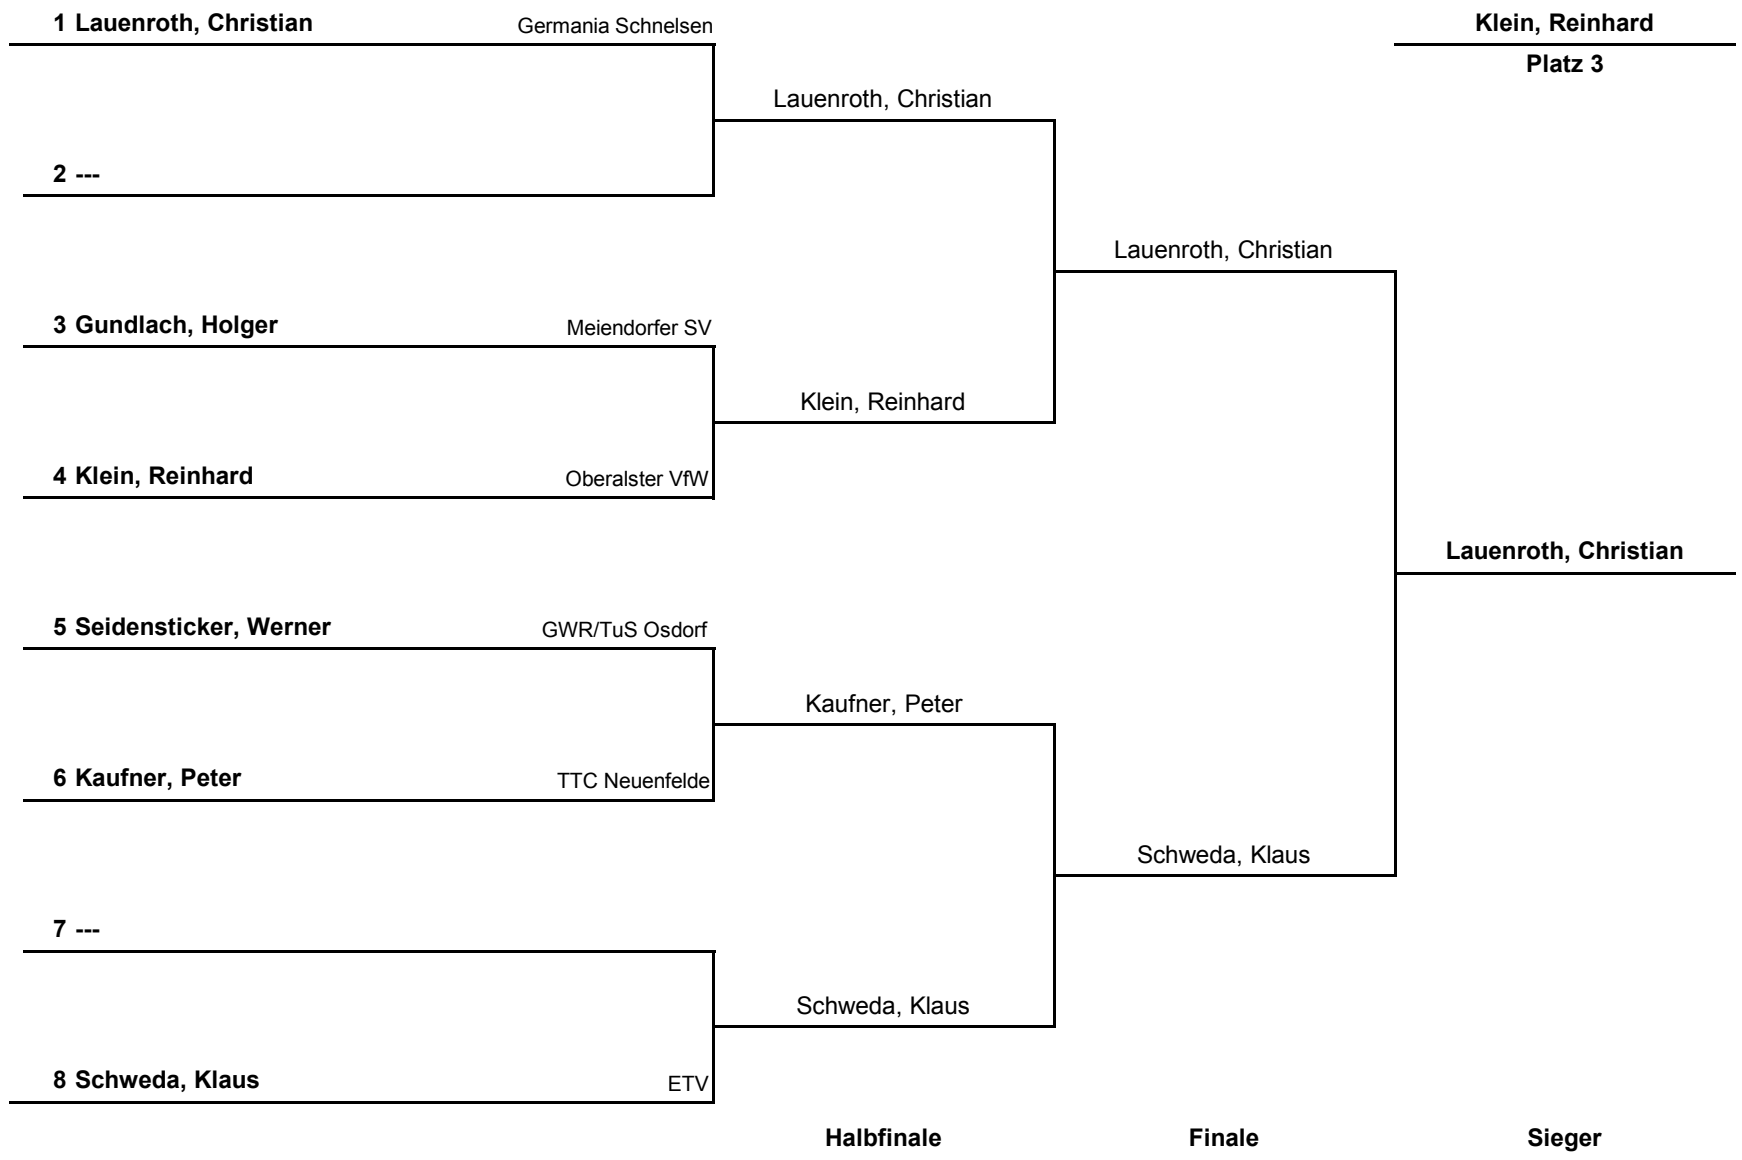 1 Lauenroth, Christian Germania Schnelsen
Klein, Reinhard
Platz 3
Lauenroth, Christian
2 ---
Lauenroth, Christian
3 Gundlach, Holger Meiendorfer SV
Klein, Reinhard
4 Klein, Reinhard Oberalster VfW
Lauenroth, Christian
5 Seidensticker, Werner GWR/TuS Osdorf
Kaufner, Peter
6 Kaufner, Peter TTC Neuenfelde
Schweda, Klaus
7 ---
Schweda, Klaus
8 Schweda, Klaus ETV
Halbfinale Finale Sieger